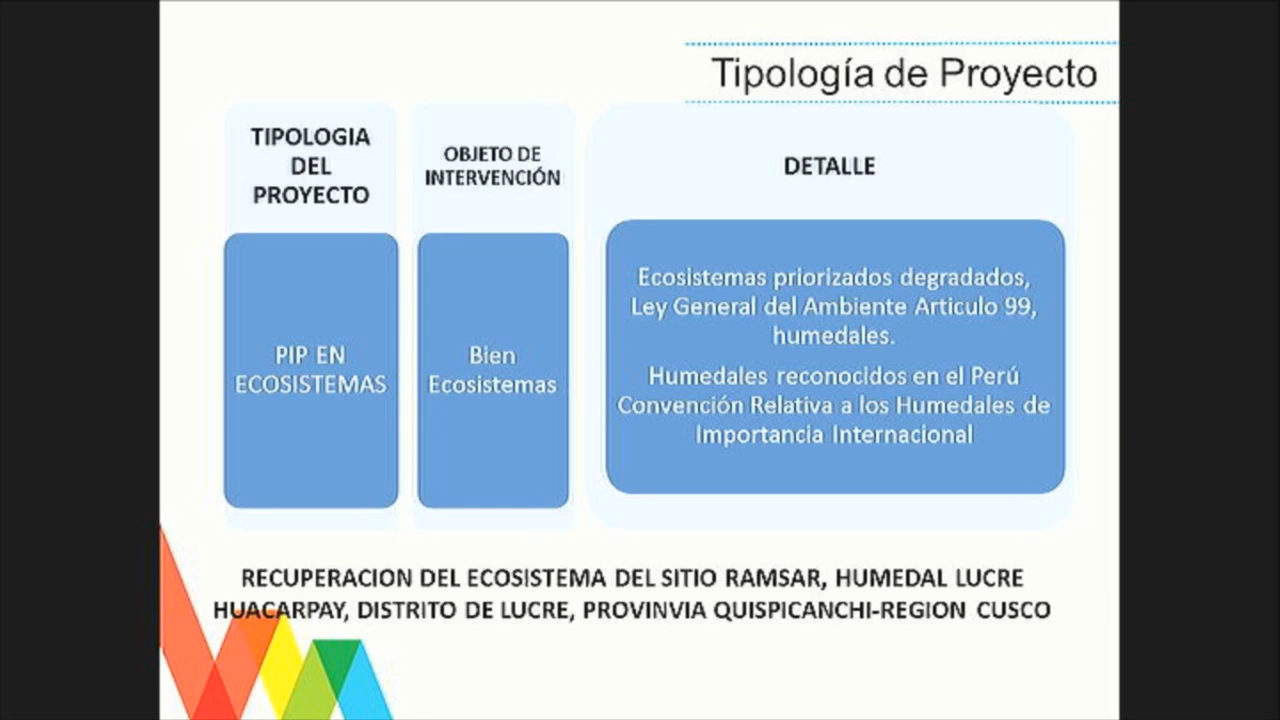 Tipología de Proyecto
TIPOLOGIA
DEL
PROYECTO
OBJETO DE
INTERVENCIÓN
DETALLE
PIP EN
ECOSISTEMAS
Bien
Ecosistemas
Ecosistemas priorizados degradados,
Ley General del Ambiente Articulo 99,
humedales.
Humedales reconocidos en el Perú
Convención Relativa a los Humedales de
Importancia Internacional
RECUPERACION DEL ECOSISTEMA DEL SITIO RAMSAR, HUMEDAL LUCRE
HUACARPAY, DISTRITO DE LUCRE, PROVINVIA QUISPICANCHI-REGION CUSCO